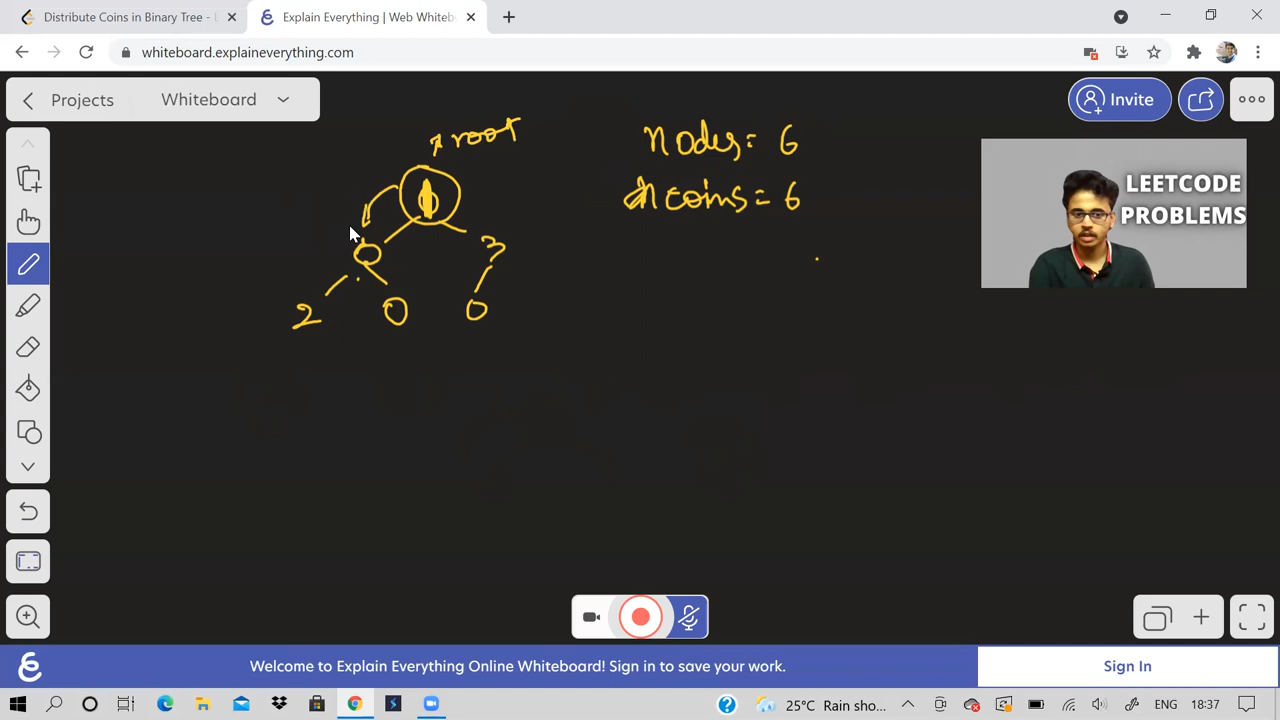 Distribute Coins in Binary Tree - L
Explain Everything | Web Whiteb
whiteboard.explaineverything.com
Projects
Whiteboard
Invite
root
nodes = 6
n coins = 6
0
3
2
0
0
LEETCODE
PROBLEMS
Welcome to Explain Everything Online Whiteboard! Sign in to save your work.
Sign In
25°C Rain sho...
18:37